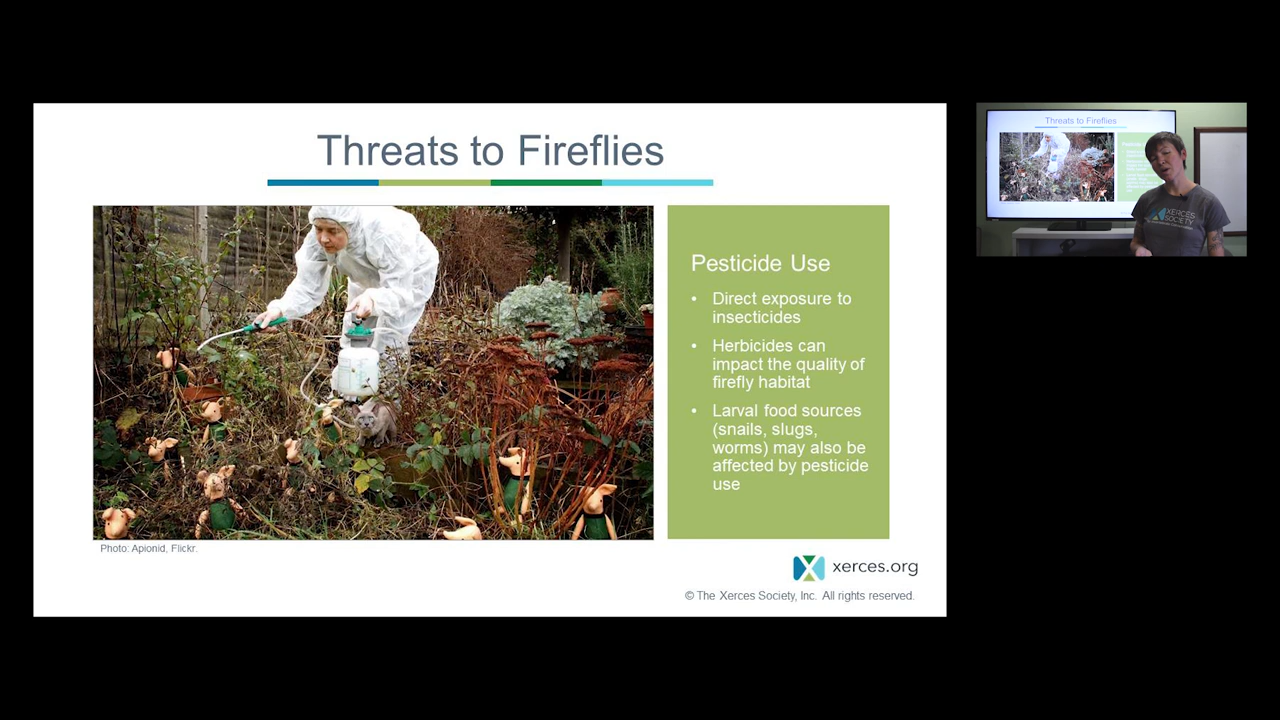 Threats to Fireflies
Pesticide Use
• Direct exposure to
insecticides
• Herbicides can
impact the quality of
firefly habitat
• Larval food sources
(snails, slugs,
worms) may also be
affected by pesticide
use
Photo: Apionid, Flickr.
xerces.org
© The Xerces Society, Inc. All rights reserved.
Threats to Fireflies
XERCES
SOCIETY